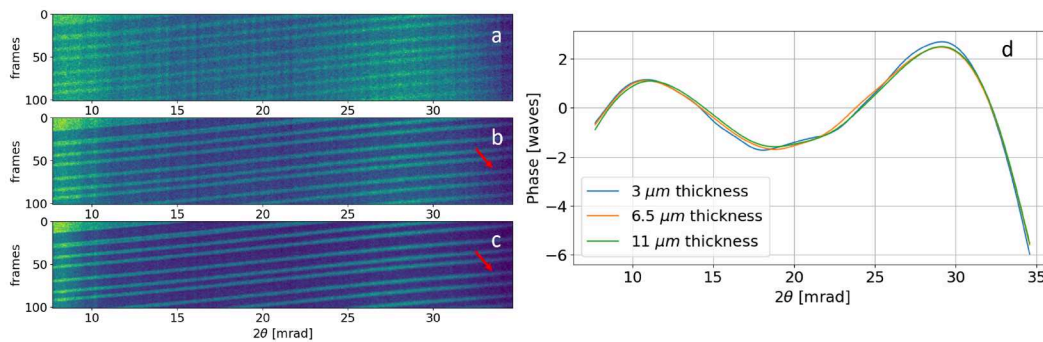 0
50
100
frames
a
10 15 20 25 30
0
50
100
frames
b
10 15 20 25 30
0
50
100
frames
c
10 15 20 25 30
2θ [mrad]
d
2
0
−2
−4
−6
Phase [waves]
3 μm thickness
6.5 μm thickness
11 μm thickness
10 15 20 25 30 35
2θ [mrad]